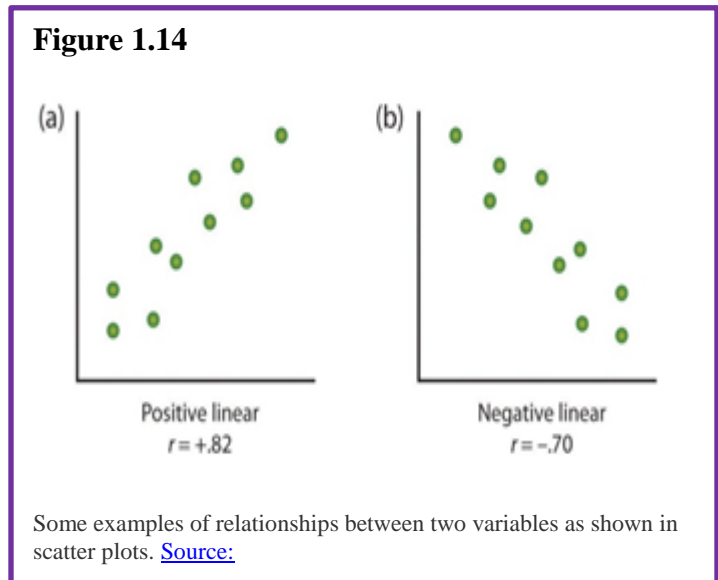 Figure 1.14
(a)
(b)
Positive linear
r = +.82
Negative linear
r = –.70
Some examples of relationships between two variables as shown in
scatter plots. Source: